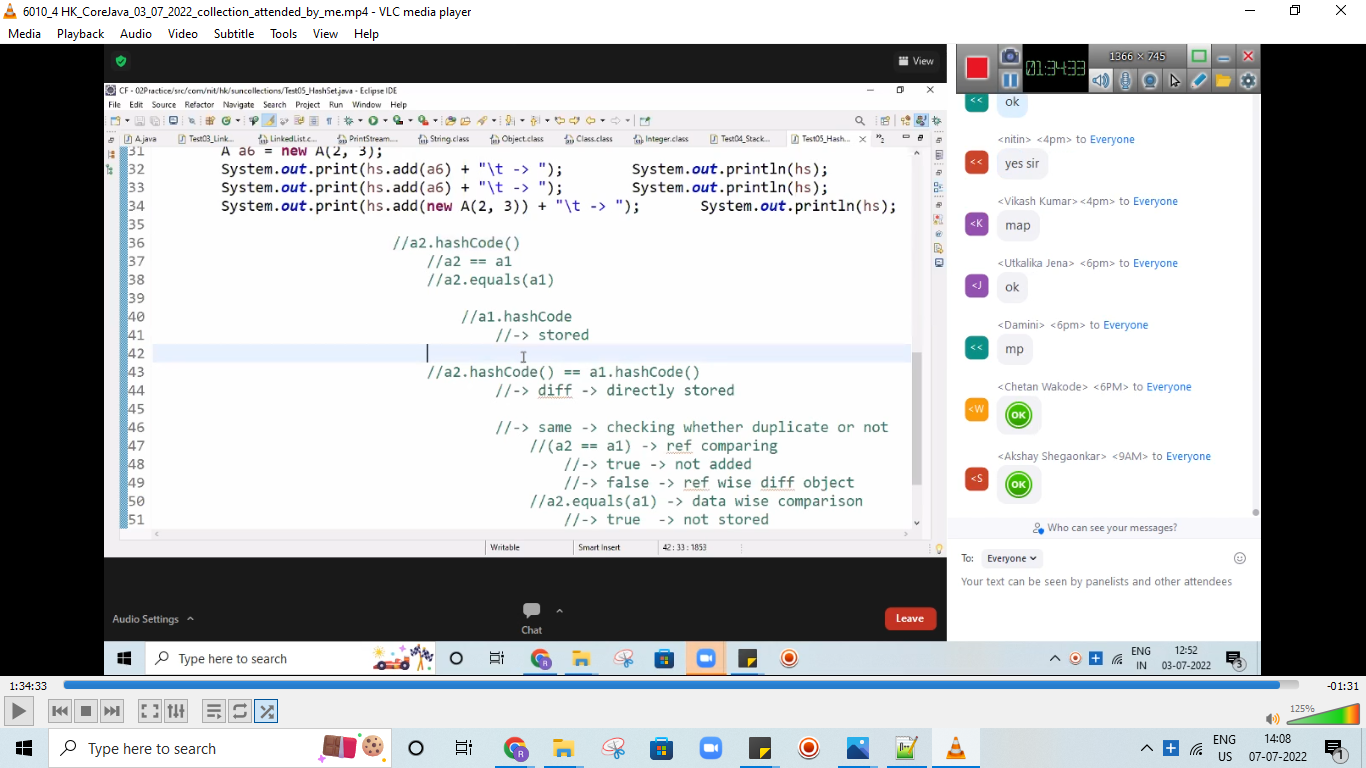 6010_4 HK_CoreJava_03_07_2022_collection_attended_by_me.mp4 - VLC media player
Media Playback Audio Video Subtitle Tools View Help
View
1366 × 745
01:34:33
CF - 02Practice/src/com/nit/hk/suncollections/Test05_HashSet.java - Eclipse IDE
File Edit Source Refactor Navigate Search Project Run Window Help
A.java Test03_Link... LinkedList.c... PrintStream.... String.class Object.class Class.class Integer.class Test04_Stack... Test05_Hash...
31 A a6 = new A(2, 3);
32 System.out.print(hs.add(a6) + "\t -> "); System.out.println(hs);
33 System.out.print(hs.add(a6) + "\t -> "); System.out.println(hs);
34 System.out.print(hs.add(new A(2, 3)) + "\t -> "); System.out.println(hs);
35
36 //a2.hashCode()
37 //a2 == a1
38 //a2.equals(a1)
39
40 //a1.hashCode
41 //-> stored
42
43 //a2.hashCode() == a1.hashCode()
44 //-> diff -> directly stored
45
46 //-> same -> checking whether duplicate or not
47 //(a2 == a1) -> ref comparing
48 //-> true -> not added
49 //-> false -> ref wise diff object
50 //a2.equals(a1) -> data wise comparison
51 //-> true -> not stored
Writable Smart Insert 42 : 33 : 1853
<< ok
<nitin> <4pm> to Everyone
<< yes sir
<Vikash Kumar> <4pm> to Everyone
<K map
<Utkalika Jena> <6pm> to Everyone
<J ok
<Damini> <6pm> to Everyone
<< mp
<Chetan Wakode> <6PM> to Everyone
<W OK
<Akshay Shegaonkar> <9AM> to Everyone
<S OK
Who can see your messages?
To: Everyone
Your text can be seen by panelists and other attendees
Audio Settings
Chat
Leave
Type here to search
ENG
IN
12:52
03-07-2022
3
1:34:33
-01:31
125%
Type here to search
ENG
US
14:08
07-07-2022
1